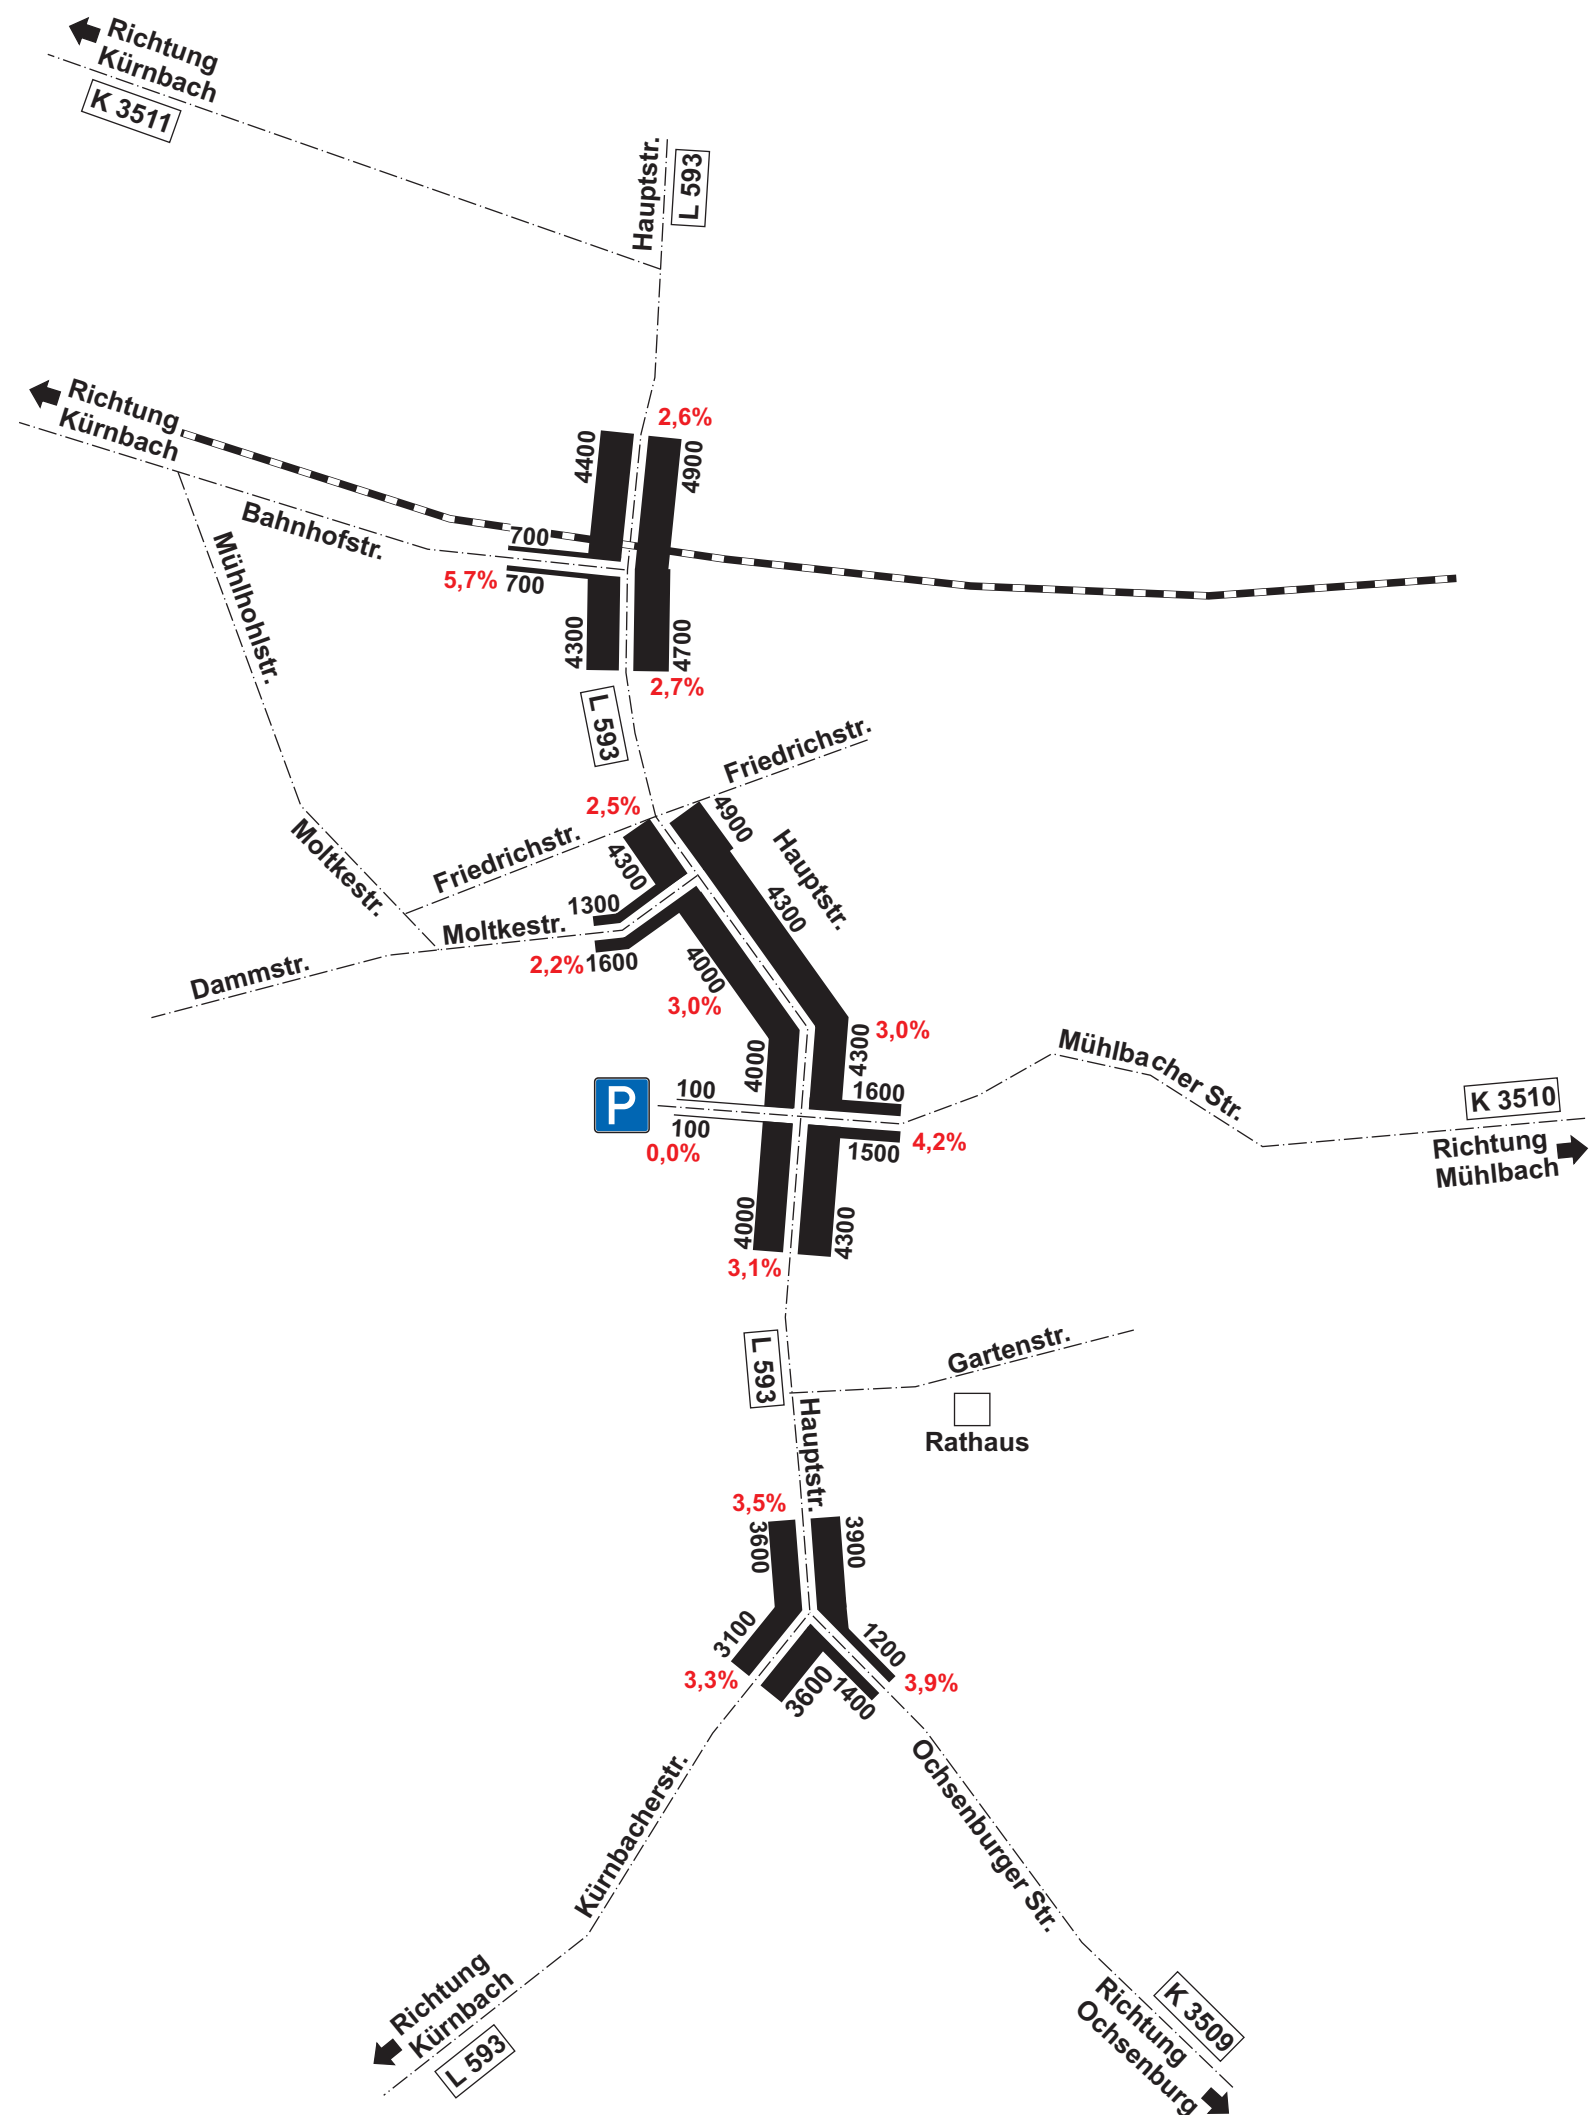 Richtung
Kürnbach
K 3511
Hauptstr.
L 593
Richtung
Kürnbach
2,6%
4400
4900
Bahnhofstr.
700
5,7%
700
Mühlhohlstr.
4300
4700
2,7%
L 593
Friedrichstr.
2,5%
4900
Hauptstr.
Moltkestr.
Friedrichstr.
4300
4300
1300
Moltkestr.
2,2%
1600
4000
Dammstr.
3,0%
3,0%
4000
4300
Mühlbacher Str.
P
100
1600
K 3510
100
0,0%
1500
4,2%
Richtung
Mühlbach
4000
4300
3,1%
L 593
Gartenstr.
Hauptstr.
Rathaus
3,5%
3600
3900
3100
1200
3,3%
3600
1400
3,9%
Kürnbacherstr.
Ochsenburger Str.
Richtung
Kürnbach
L 593
K 3509
Richtung
Ochsenburg